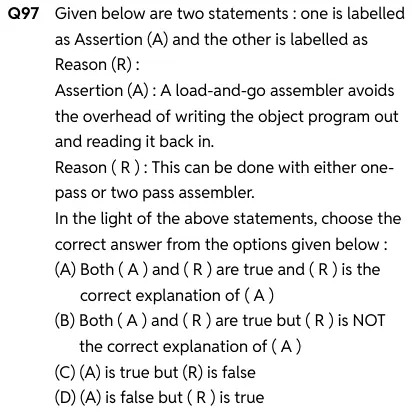 Q97 Given below are two statements : one is labelled
as Assertion (A) and the other is labelled as
Reason (R) :
Assertion (A) : A load-and-go assembler avoids
the overhead of writing the object program out
and reading it back in.
Reason ( R ) : This can be done with either one-
pass or two pass assembler.
In the light of the above statements, choose the
correct answer from the options given below :
(A) Both ( A ) and ( R ) are true and ( R ) is the
correct explanation of ( A )
(B) Both ( A ) and ( R ) are true but ( R ) is NOT
the correct explanation of ( A )
(C) (A) is true but (R) is false
(D) (A) is false but ( R ) is true